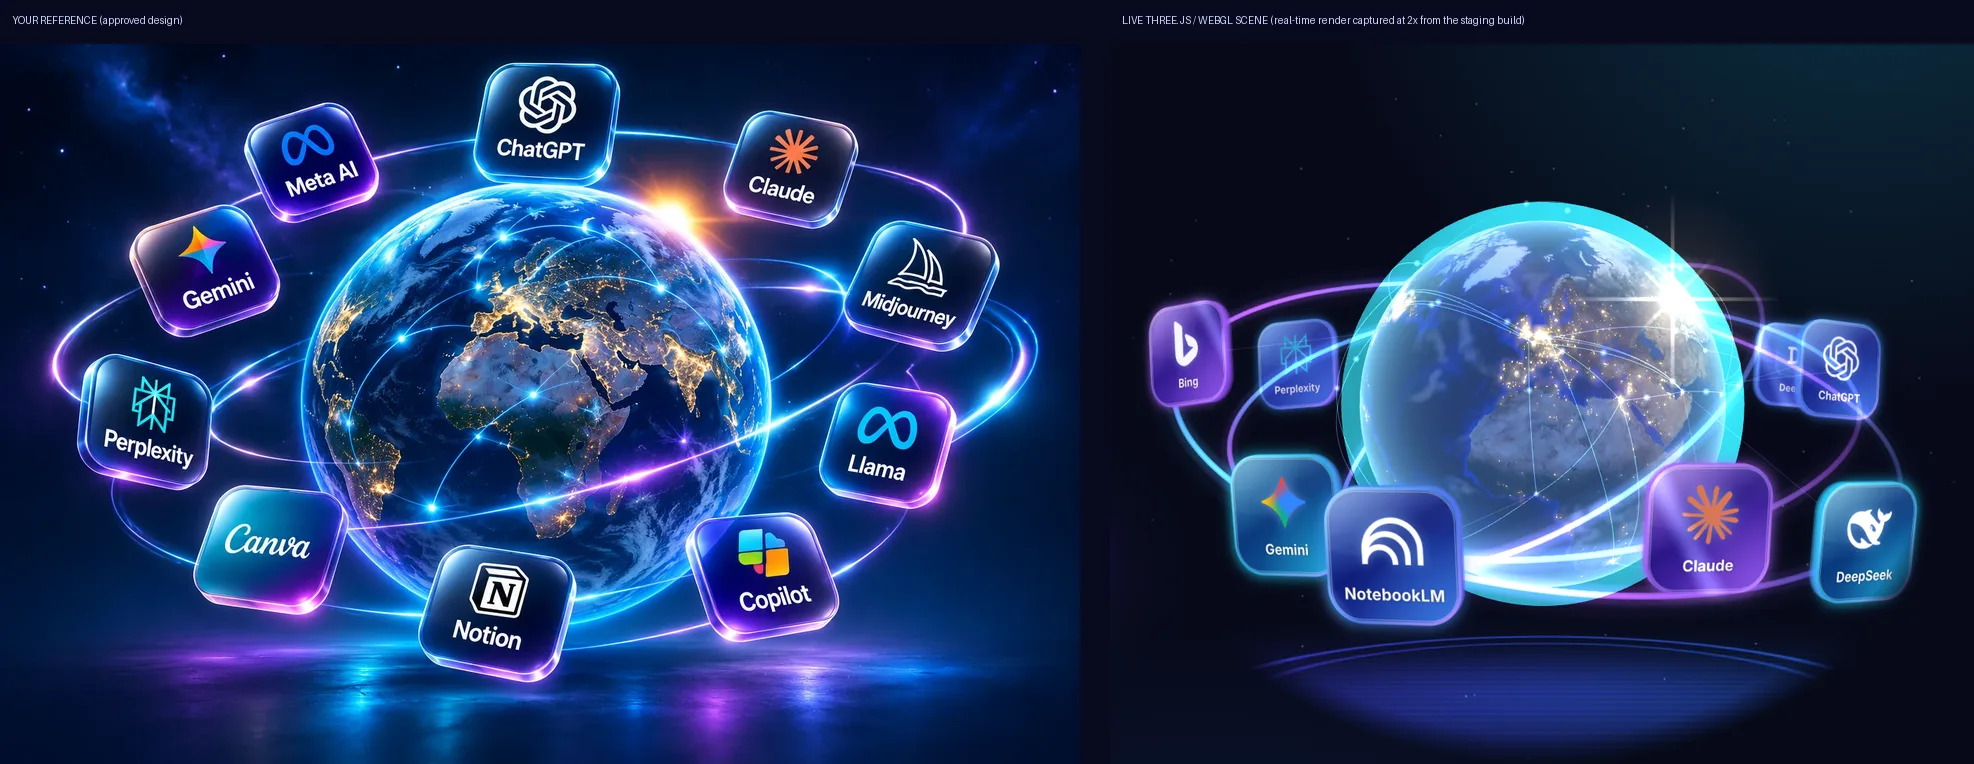 YOUR REFERENCE (approved design)
LIVE THREE.JS / WEBGL SCENE (real-time render captured at 2x from the staging build)
ChatGPT
Meta AI
Claude
Gemini
Midjourney
Perplexity
Llama
Canva
Notion
Copilot
Bing
Perplexity
Dee
ChatGPT
Gemini
NotebookLM
Claude
DeepSeek